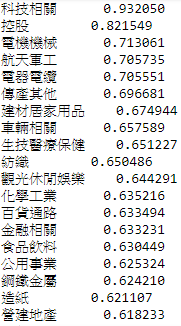 科技相關 0.932050
控股 0.821549
電機機械 0.713061
航天軍工 0.705735
電器電纜 0.705551
傳產其他 0.696681
建材居家用品 0.674944
車輛相關 0.657589
生技醫療保健 0.651227
紡織 0.650486
觀光休閒娛樂 0.644291
化學工業 0.635216
百貨通路 0.633494
金融相關 0.633231
食品飲料 0.630449
公用事業 0.625324
鋼鐵金屬 0.624210
造紙 0.621107
營建地產 0.618233